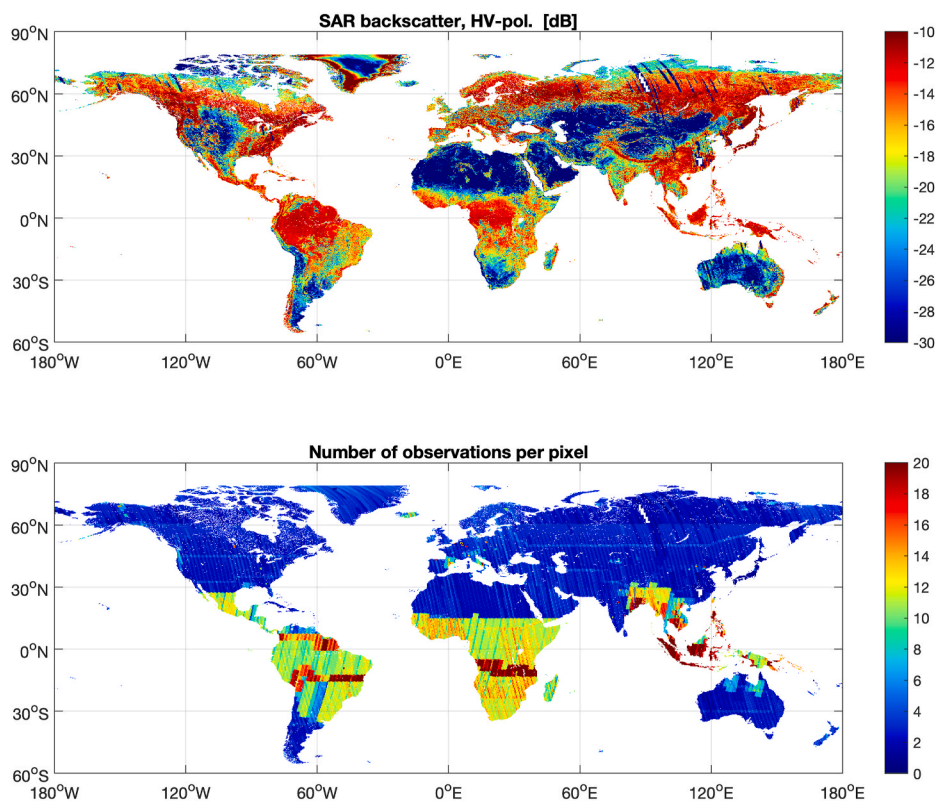 SAR backscatter, HV-pol. [dB]
90°N
60°N
30°N
0°N
30°S
60°S
180°W
120°W
60°W
0°E
60°E
120°E
180°E
-10
-12
-14
-16
-18
-20
-22
-24
-26
-28
-30
Number of observations per pixel
90°N
60°N
30°N
0°N
30°S
60°S
180°W
120°W
60°W
0°E
60°E
120°E
180°E
20
18
16
14
12
10
8
6
4
2
0